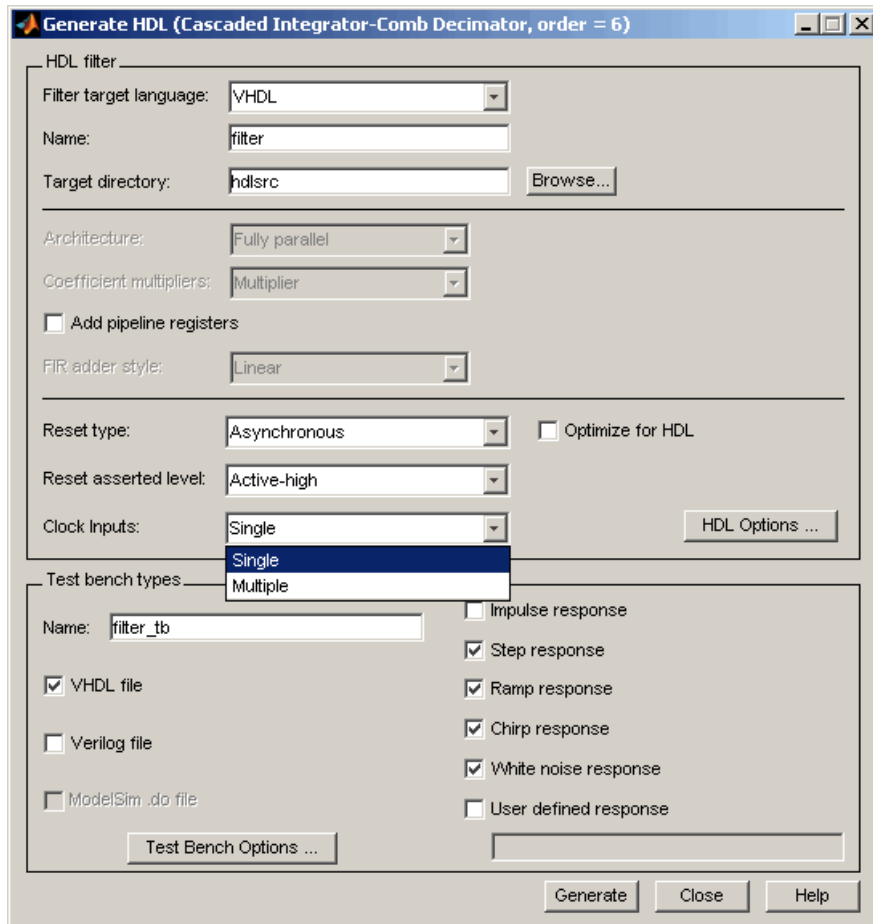 Generate HDL (Cascaded Integrator-Comb Decimator, order = 6)
HDL filter
Filter target language: VHDL
Name: filter
Target directory: hdlsrc Browse...
Architecture: Fully parallel
Coefficient multipliers: Multiplier
Add pipeline registers
FIR adder style: Linear
Reset type: Asynchronous Optimize for HDL
Reset asserted level: Active-high
Clock Inputs: Single HDL Options ...
Single
Multiple
Test bench types
Impulse response
Name: filter_tb
Step response
VHDL file Ramp response
Chirp response
Verilog file
White noise response
ModelSim .do file User defined response
Test Bench Options ...
Generate Close Help